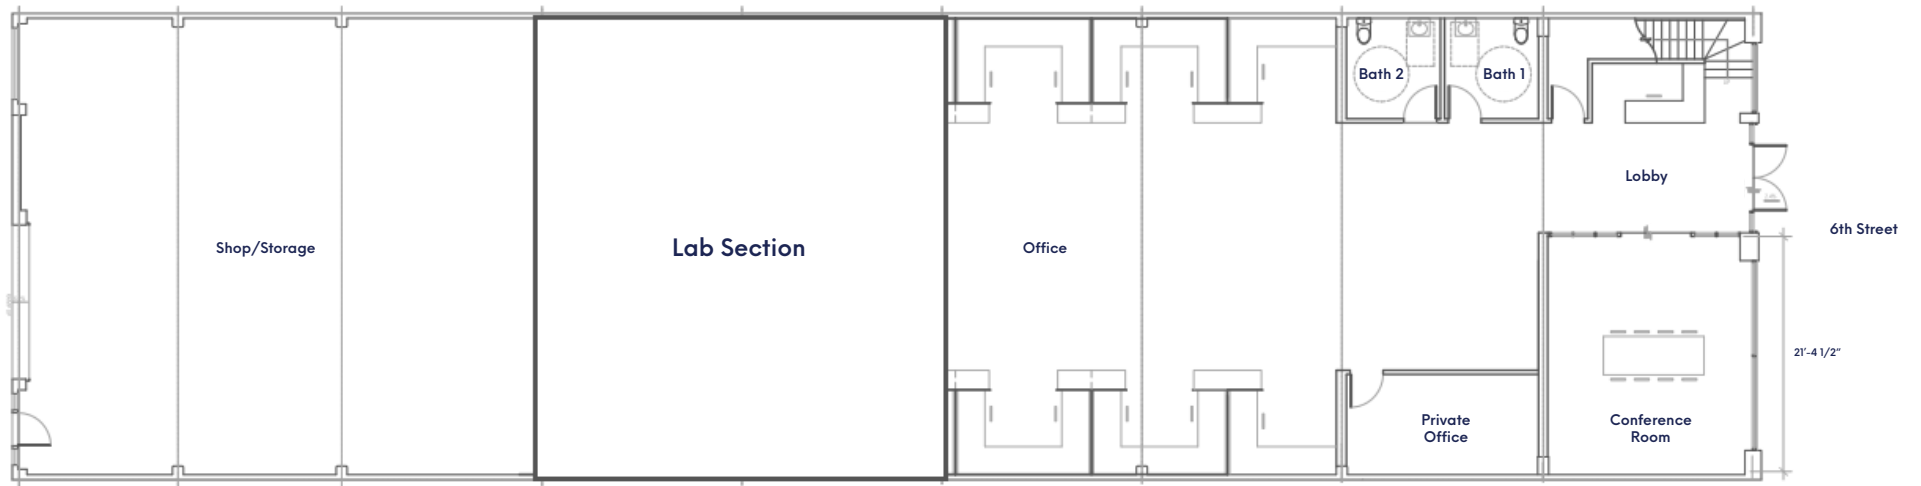 Bath 2
Bath 1
Lobby
6th Street
Shop/Storage
Lab Section
Office
21'-4 1/2"
Private
Office
Conference
Room